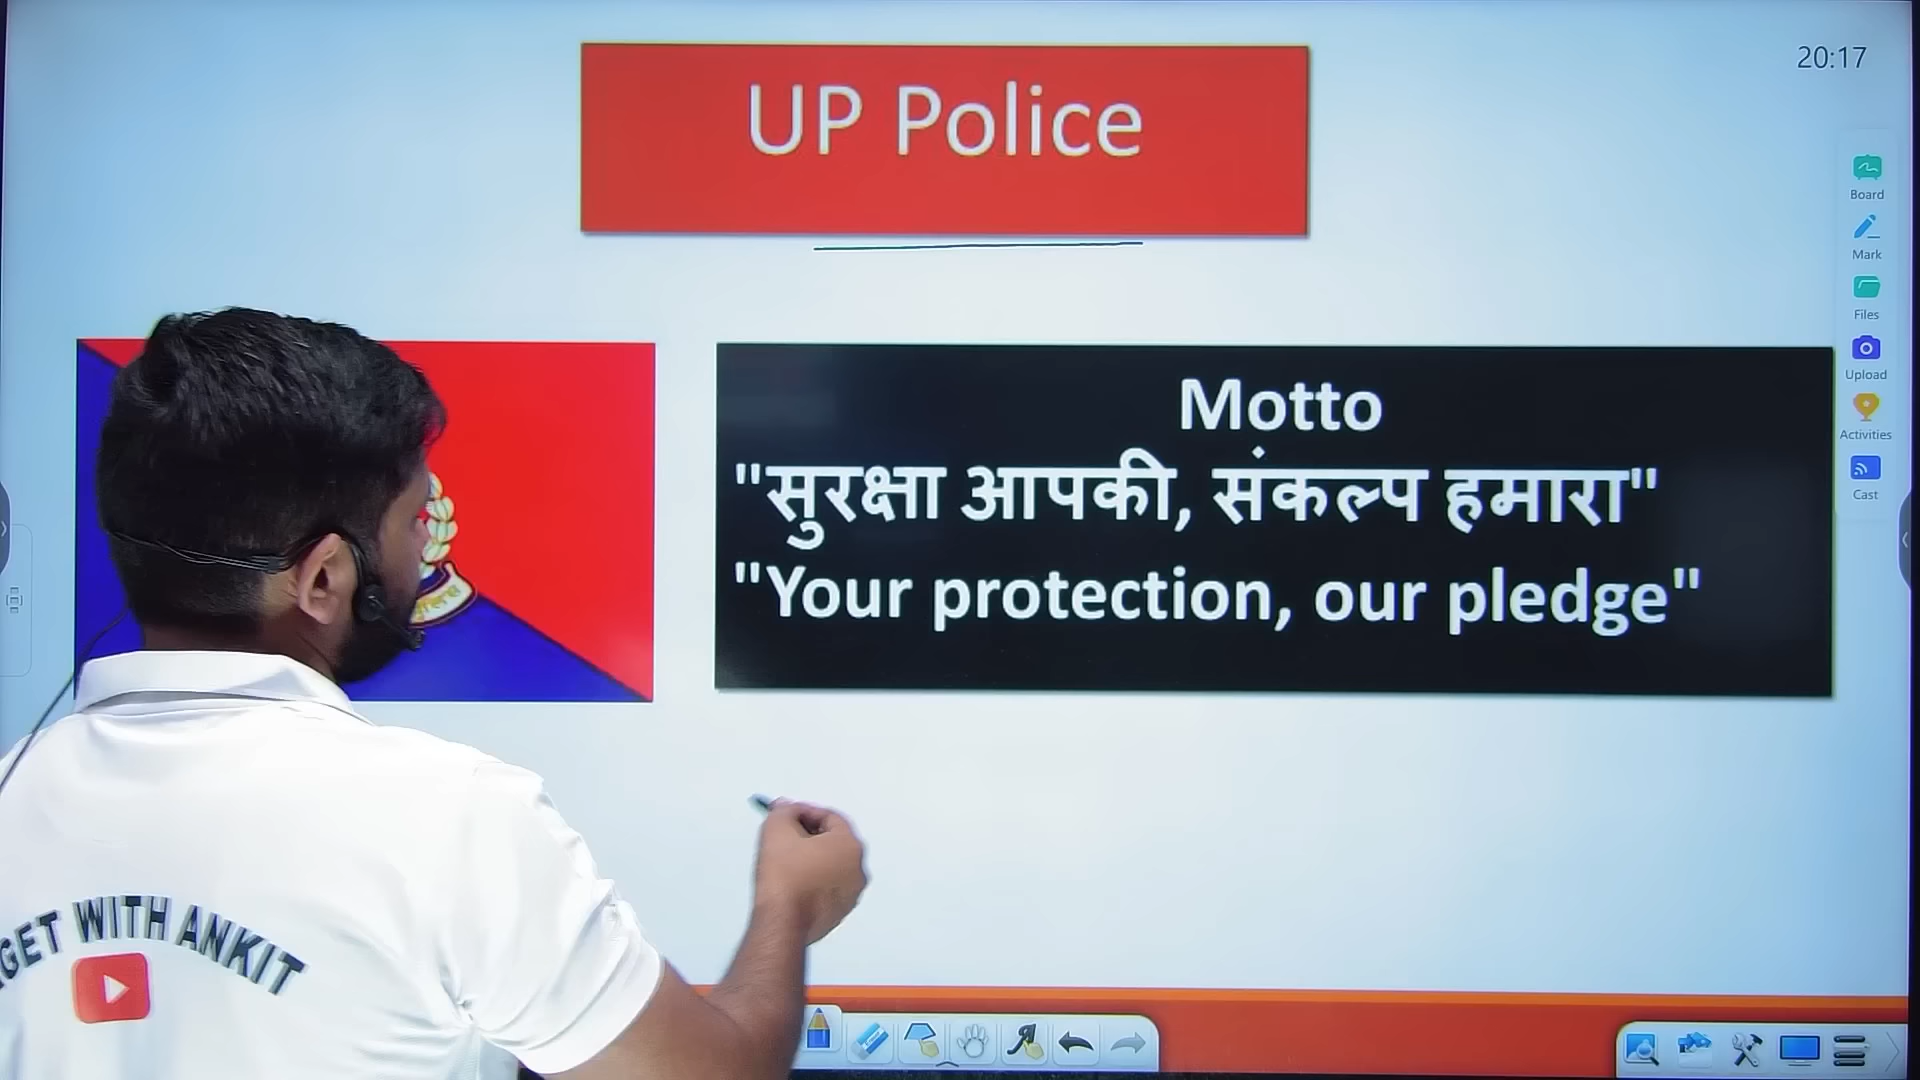 UP Police
20:17
Board
Mark
Files
Upload
Activities
Cast
Motto
"सुरक्षा आपकी, संकल्प हमारा"
"Your protection, our pledge"
GET WITH ANKIT